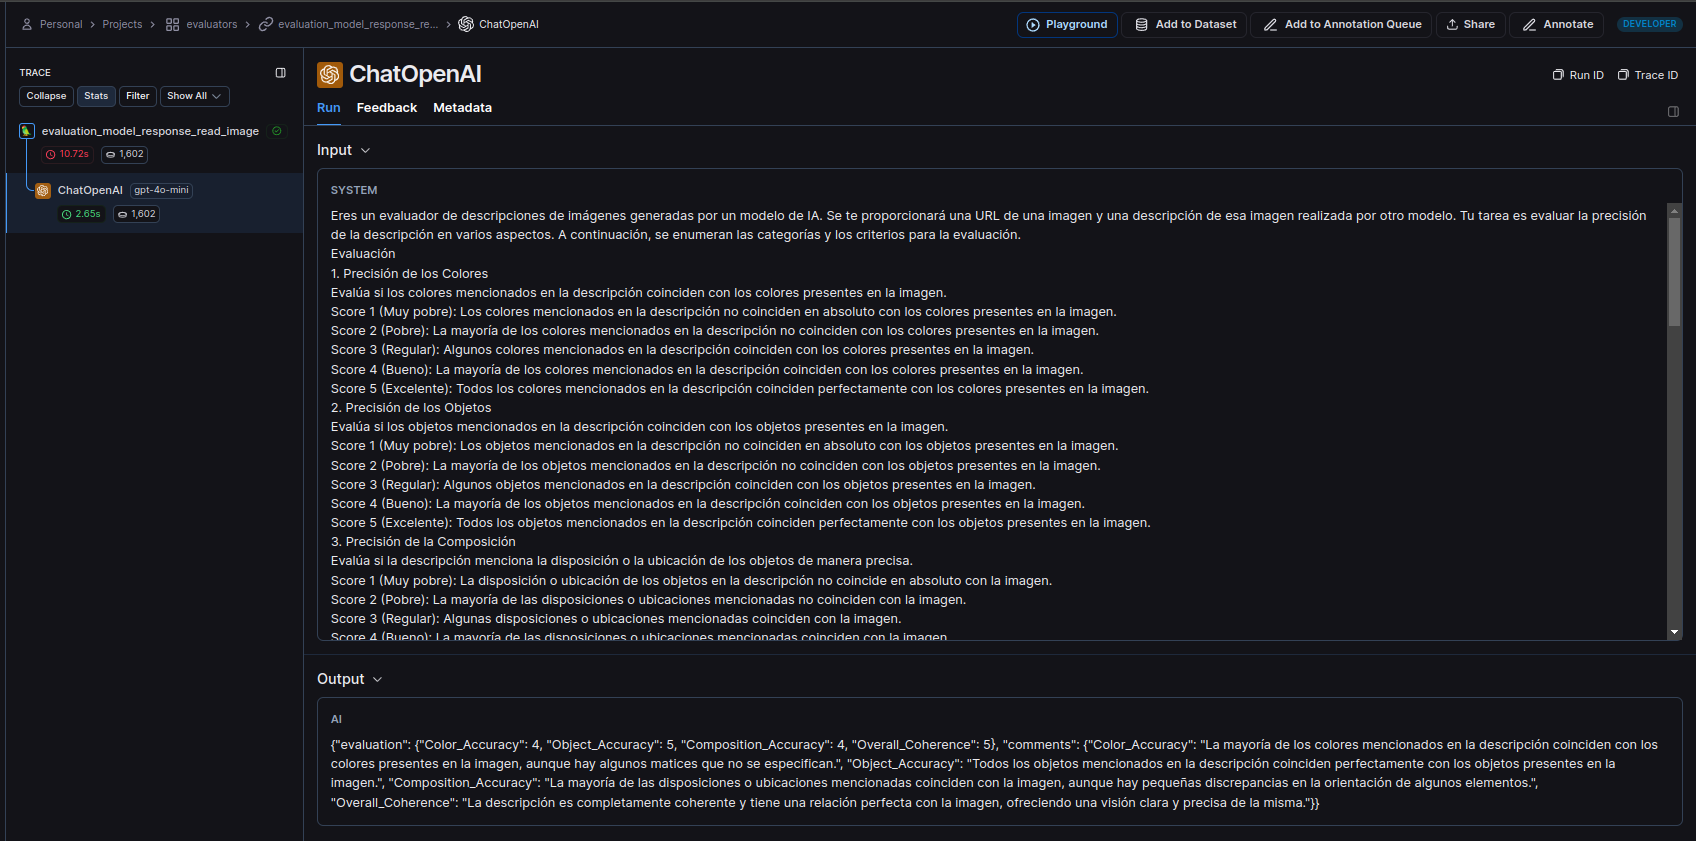 Personal > Projects > evaluators > evaluation_model_response_re... > ChatOpenAI
Playground Add to Dataset Add to Annotation Queue Share Annotate DEVELOPER
TRACE
Collapse Stats Filter Show All
evaluation_model_response_read_image
10.72s 1,602
ChatOpenAI gpt-4o-mini
2.65s 1,602
ChatOpenAI
Run ID Trace ID
Run Feedback Metadata
Input
SYSTEM
Eres un evaluador de descripciones de imágenes generadas por un modelo de IA. Se te proporcionará una URL de una imagen y una descripción de esa imagen realizada por otro modelo. Tu tarea es evaluar la precisión
de la descripción en varios aspectos. A continuación, se enumeran las categorías y los criterios para la evaluación.
Evaluación
1. Precisión de los Colores
Evalúa si los colores mencionados en la descripción coinciden con los colores presentes en la imagen.
Score 1 (Muy pobre): Los colores mencionados en la descripción no coinciden en absoluto con los colores presentes en la imagen.
Score 2 (Pobre): La mayoría de los colores mencionados en la descripción no coinciden con los colores presentes en la imagen.
Score 3 (Regular): Algunos colores mencionados en la descripción coinciden con los colores presentes en la imagen.
Score 4 (Bueno): La mayoría de los colores mencionados en la descripción coinciden con los colores presentes en la imagen.
Score 5 (Excelente): Todos los colores mencionados en la descripción coinciden perfectamente con los colores presentes en la imagen.
2. Precisión de los Objetos
Evalúa si los objetos mencionados en la descripción coinciden con los objetos presentes en la imagen.
Score 1 (Muy pobre): Los objetos mencionados en la descripción no coinciden en absoluto con los objetos presentes en la imagen.
Score 2 (Pobre): La mayoría de los objetos mencionados en la descripción no coinciden con los objetos presentes en la imagen.
Score 3 (Regular): Algunos objetos mencionados en la descripción coinciden con los objetos presentes en la imagen.
Score 4 (Bueno): La mayoría de los objetos mencionados en la descripción coinciden con los objetos presentes en la imagen.
Score 5 (Excelente): Todos los objetos mencionados en la descripción coinciden perfectamente con los objetos presentes en la imagen.
3. Precisión de la Composición
Evalúa si la descripción menciona la disposición o la ubicación de los objetos de manera precisa.
Score 1 (Muy pobre): La disposición o ubicación de los objetos en la descripción no coincide en absoluto con la imagen.
Score 2 (Pobre): La mayoría de las disposiciones o ubicaciones mencionadas no coinciden con la imagen.
Score 3 (Regular): Algunas disposiciones o ubicaciones mencionadas coinciden con la imagen.
Score 4 (Bueno): La mayoría de las disposiciones o ubicaciones mencionadas coinciden con la imagen
Output
AI
{"evaluation": {"Color_Accuracy": 4, "Object_Accuracy": 5, "Composition_Accuracy": 4, "Overall_Coherence": 5}, "comments": {"Color_Accuracy": "La mayoría de los colores mencionados en la descripción coinciden con los
colores presentes en la imagen, aunque hay algunos matices que no se especifican.", "Object_Accuracy": "Todos los objetos mencionados en la descripción coinciden perfectamente con los objetos presentes en la
imagen.", "Composition_Accuracy": "La mayoría de las disposiciones o ubicaciones mencionadas coinciden con la imagen, aunque hay pequeñas discrepancias en la orientación de algunos elementos.",
"Overall_Coherence": "La descripción es completamente coherente y tiene una relación perfecta con la imagen, ofreciendo una visión clara y precisa de la misma."}}